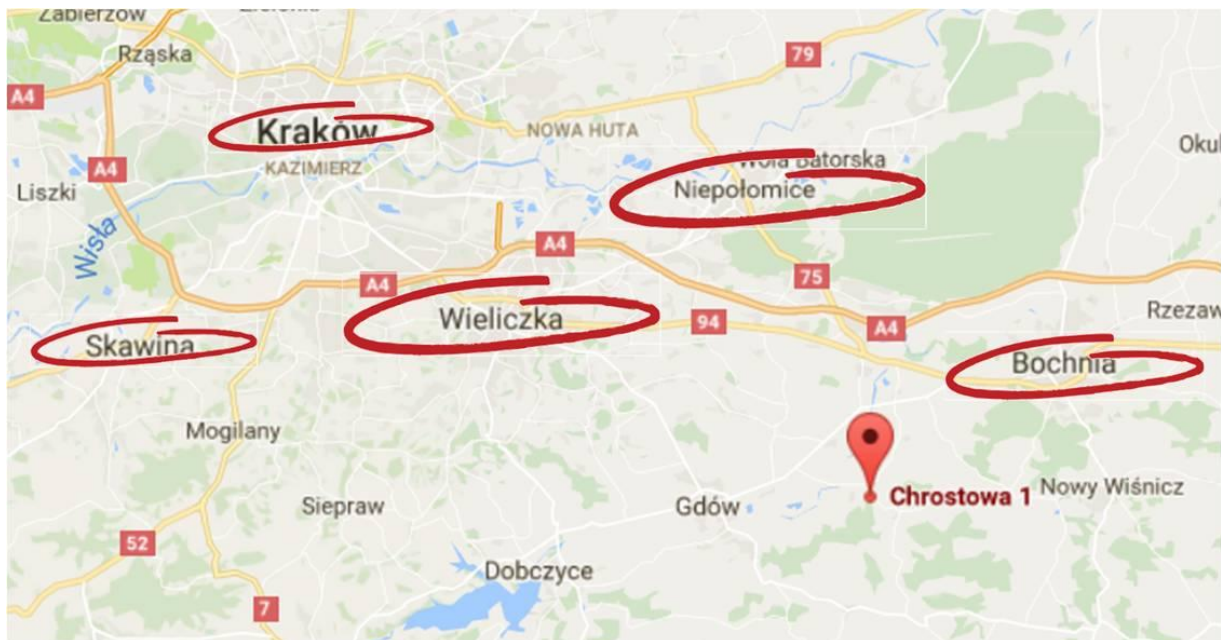 Zabierzów
Rząska
79
A4
Kraków
NOWA HUTA
Wola Batorska
Okul
A4
KAZIMIERZ
Niepołomice
Liszki
Wisła
A4
75
A4
Wieliczka
94
A4
Rzezaw
Skawina
Bochnia
Mogilany
Siepraw
Gdów
Chrostowa 1
Nowy Wiśnicz
52
Dobczyce
7